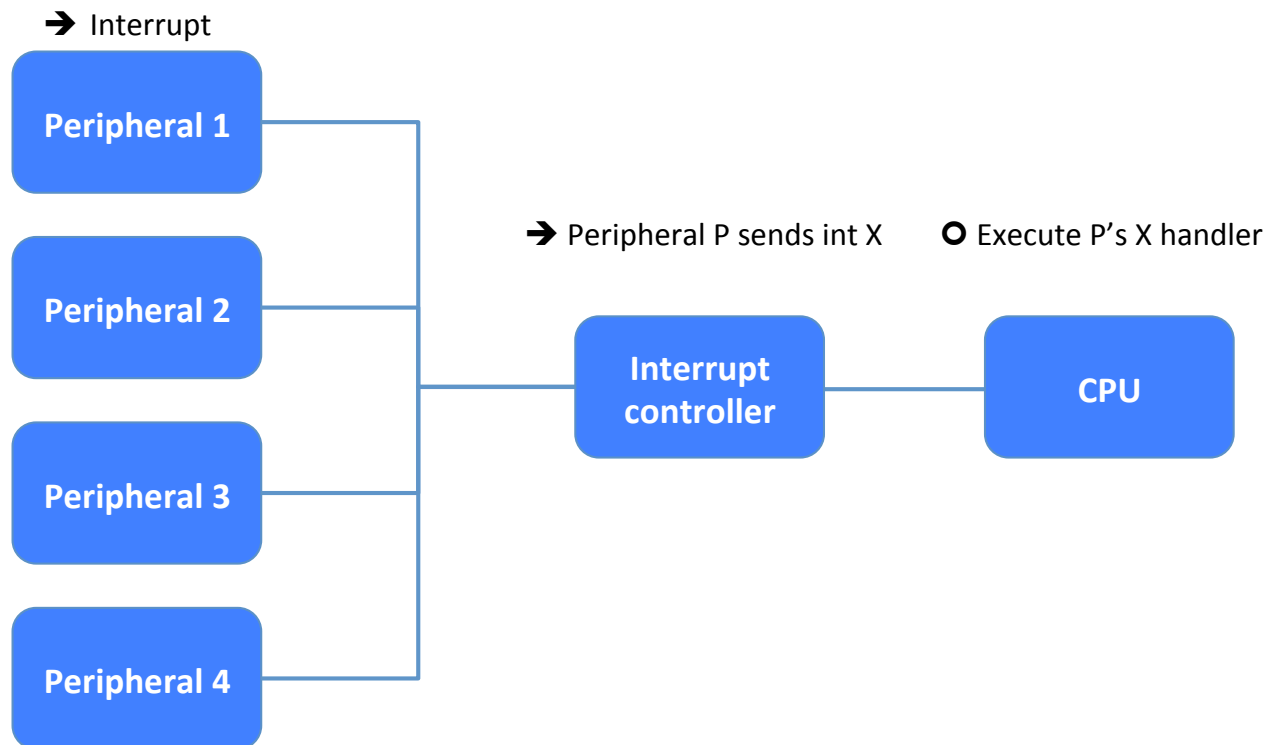 ➔ Interrupt
Peripheral 1
Peripheral 2
Peripheral 3
Peripheral 4
➔ Peripheral P sends int X
Interrupt
controller
O Execute P’s X handler
CPU